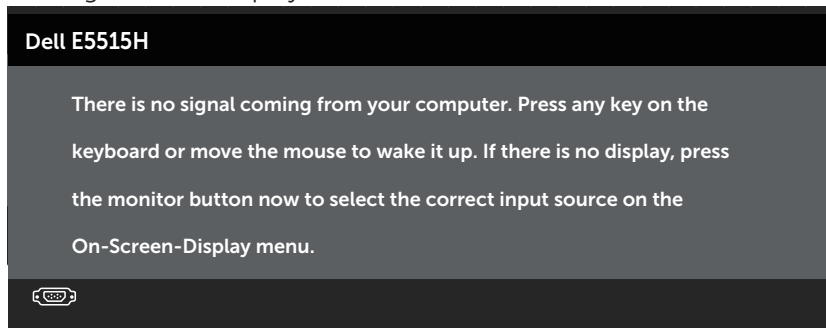 Dell E5515H
There is no signal coming from your computer. Press any key on the
keyboard or move the mouse to wake it up. If there is no display, press
the monitor button now to select the correct input source on the
On-Screen-Display menu.